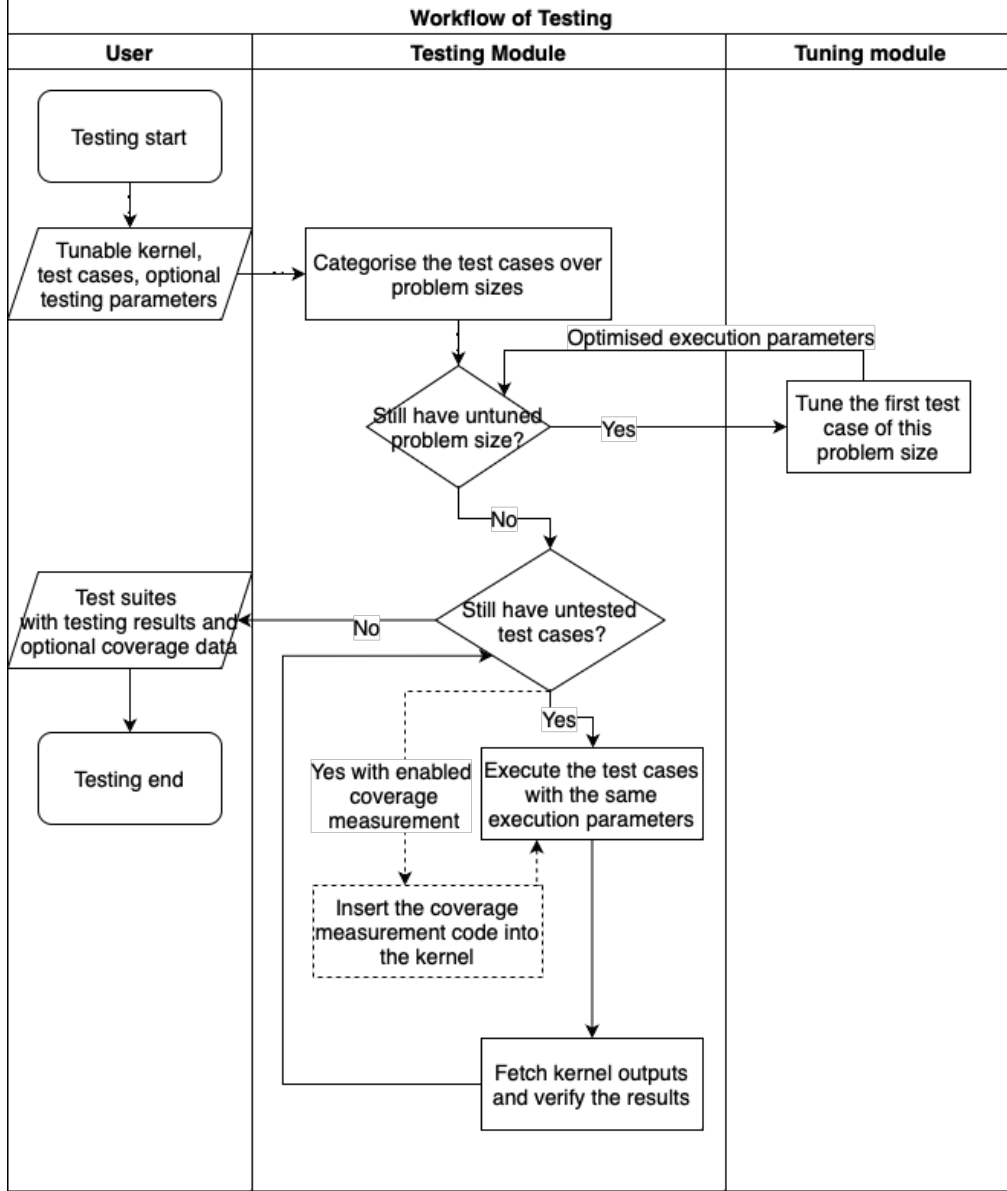 Workflow of Testing
User
Testing Module
Tuning module
Testing start
Tunable kernel,
test cases, optional
testing parameters
Categorise the test cases over
problem sizes
Optimised execution parameters
Still have untuned
problem size?
Yes
Tune the first test
case of this
problem size
No
Still have untested
test cases?
No
Test suites
with testing results and
optional coverage data
Testing end
Yes
Yes with enabled
coverage
measurement
Execute the test cases
with the same
execution parameters
Insert the coverage
measurement code into
the kernel
Fetch kernel outputs
and verify the results